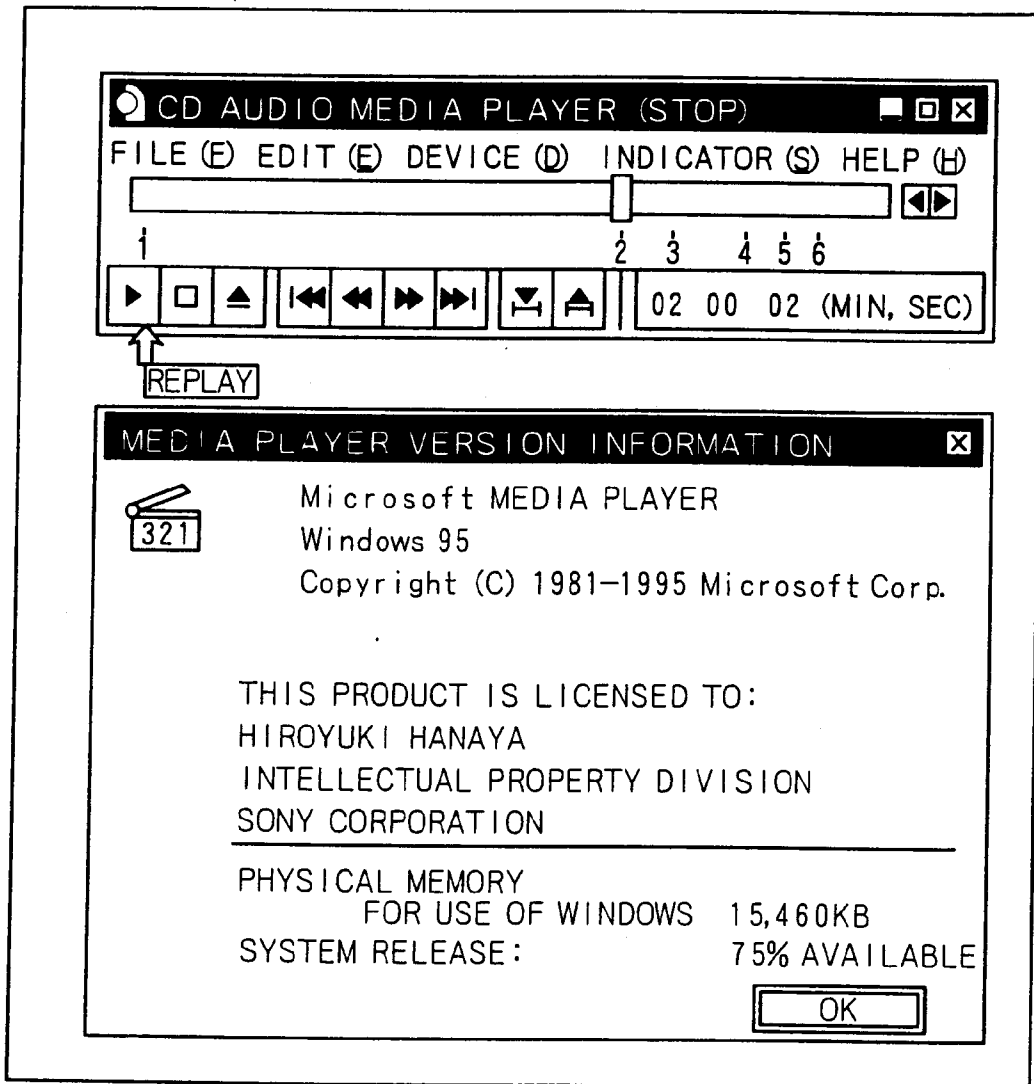 CD AUDIO MEDIA PLAYER (STOP)
FILE (F) EDIT (E) DEVICE (D) INDICATOR (S) HELP (H)
1 2 3 4 5 6
02 00 02 (MIN, SEC)
REPLAY
MEDIA PLAYER VERSION INFORMATION
321
Microsoft MEDIA PLAYER
Windows 95
Copyright (C) 1981-1995 Microsoft Corp.
THIS PRODUCT IS LICENSED TO:
HIROYUKI HANAYA
INTELLECTUAL PROPERTY DIVISION
SONY CORPORATION
PHYSICAL MEMORY
FOR USE OF WINDOWS 15,460KB
SYSTEM RELEASE: 75% AVAILABLE
OK